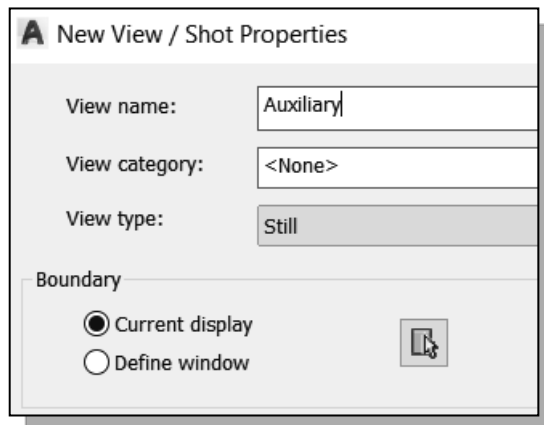 New View / Shot Properties
View name: Auxiliary
View category: <None>
View type: Still
Boundary
Current display
Define window